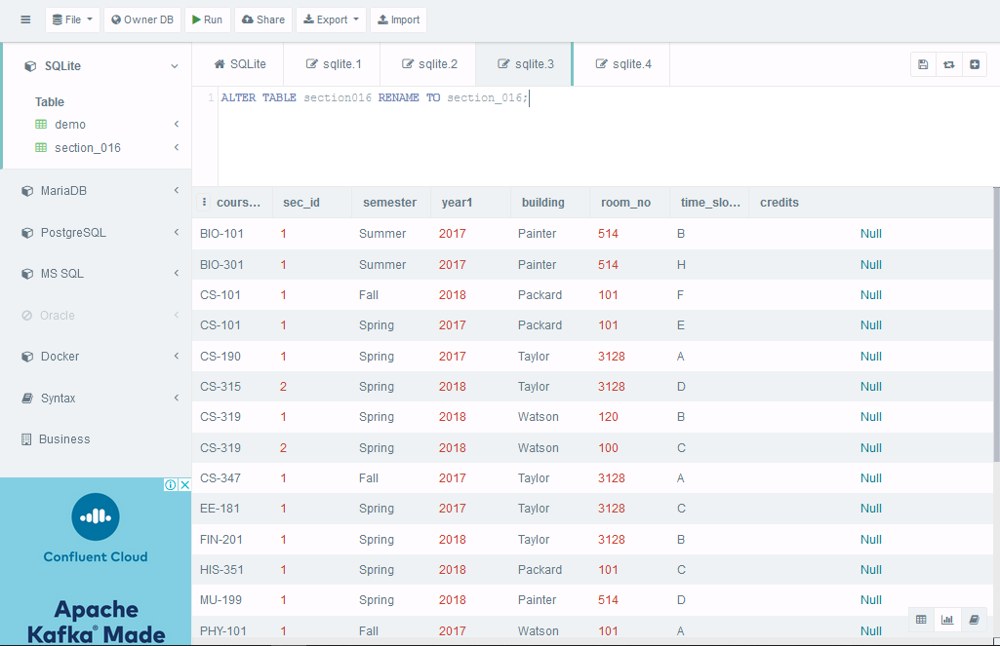 File Owner DB Run Share Export Import
SQLite
Table
demo
section_016
MariaDB
PostgreSQL
MS SQL
Oracle
Docker
Syntax
Business
Confluent Cloud
Apache
Kafka® Made
SQLite sqlite.1 sqlite.2 sqlite.3 sqlite.4
1 ALTER TABLE section016 RENAME TO section_016;
cours... sec_id semester year1 building room_no time_slo... credits
BIO-101 1 Summer 2017 Painter 514 B Null
BIO-301 1 Summer 2017 Painter 514 H Null
CS-101 1 Fall 2018 Packard 101 F Null
CS-101 1 Spring 2017 Packard 101 E Null
CS-190 1 Spring 2017 Taylor 3128 A Null
CS-315 2 Spring 2018 Taylor 3128 D Null
CS-319 1 Spring 2018 Watson 120 B Null
CS-319 2 Spring 2018 Watson 100 C Null
CS-347 1 Fall 2017 Taylor 3128 A Null
EE-181 1 Spring 2017 Taylor 3128 C Null
FIN-201 1 Spring 2018 Taylor 3128 B Null
HIS-351 1 Spring 2018 Packard 101 C Null
MU-199 1 Spring 2018 Painter 514 D Null
PHY-101 1 Fall 2017 Watson 101 A Null